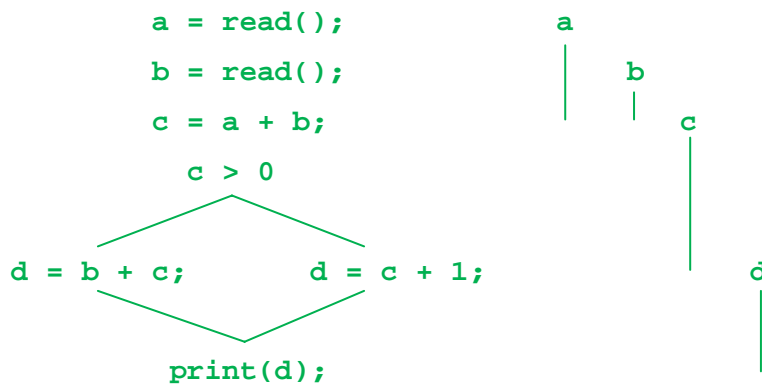 a = read(); a
b = read(); b
c = a + b; c
c > 0
d = b + c; d = c + 1; d
print(d);